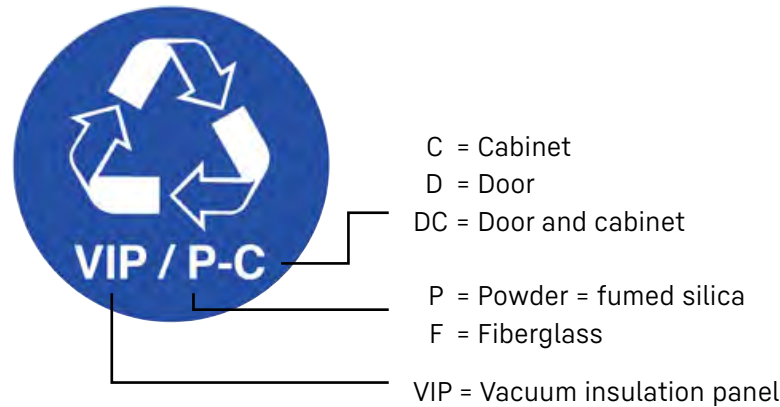 VIP / P-C
C = Cabinet
D = Door
DC = Door and cabinet
P = Powder = fumed silica
F = Fiberglass
VIP = Vacuum insulation panel